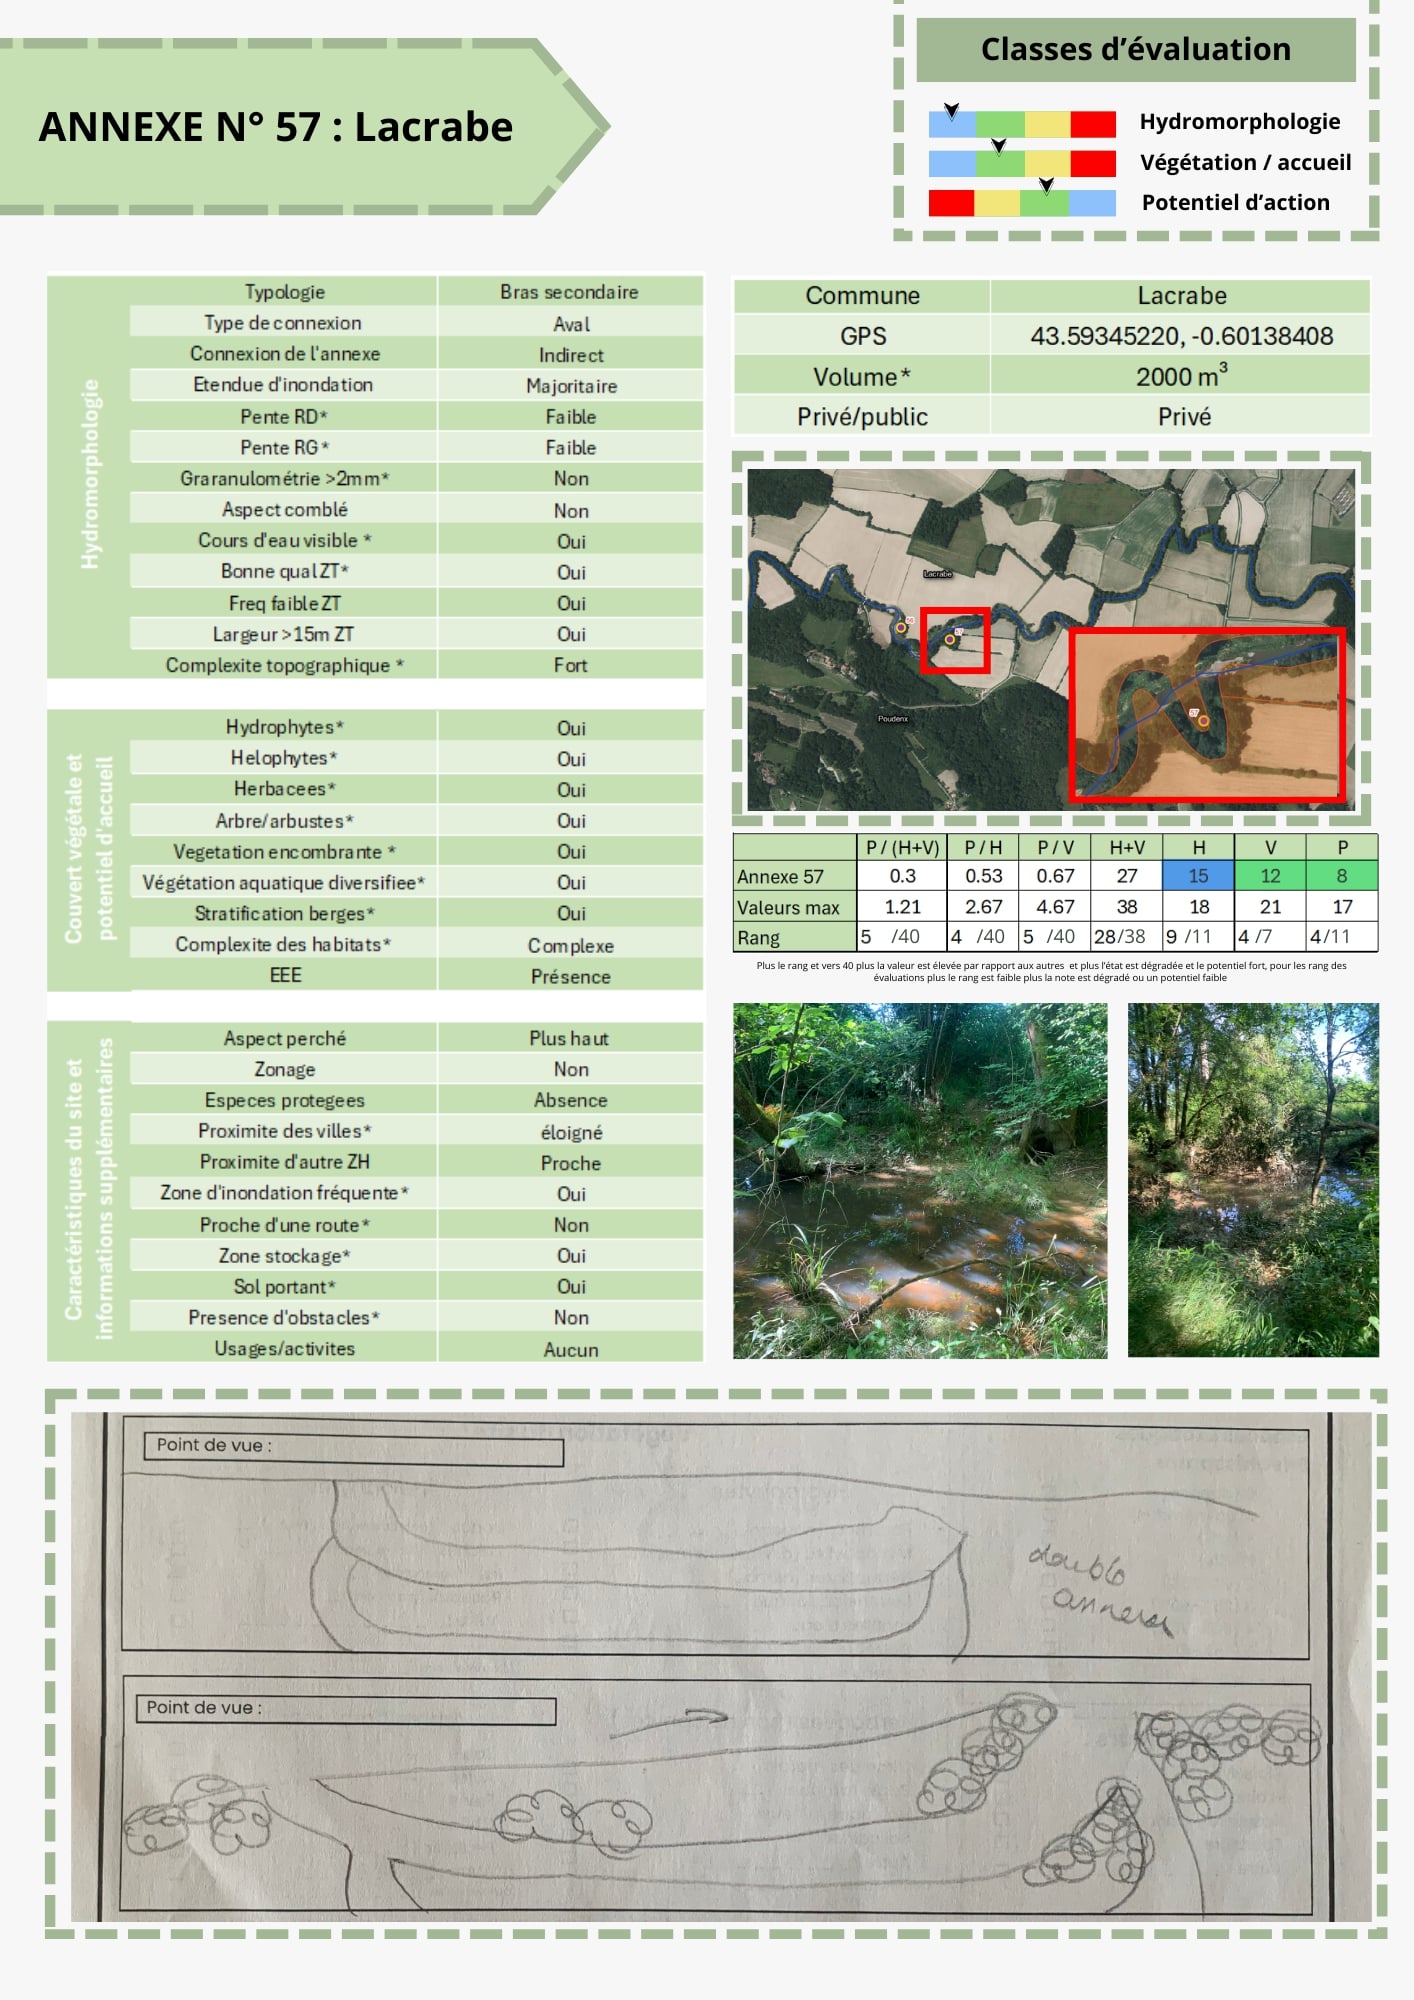 ANNEXE N° 57 : Lacrabe
Classes d’évaluation
Hydromorphologie
Végétation / accueil
Potentiel d’action
Hydromorphologie
Typologie Bras secondaire
Type de connexion Aval
Connexion de l'annexe Indirect
Etendue d'inondation Majoritaire
Pente RD* Faible
Pente RG* Faible
Graranulométrie >2mm* Non
Aspect comblé Non
Cours d'eau visible * Oui
Bonne qual ZT* Oui
Freq faible ZT Oui
Largeur >15m ZT Oui
Complexite topographique * Fort
Couvert végétale et
potentiel d'accueil
Hydrophytes* Oui
Helophytes* Oui
Herbacees* Oui
Arbre/arbustes* Oui
Vegetation encombrante * Oui
Végétation aquatique diversifiee* Oui
Stratification berges* Oui
Complexite des habitats* Complexe
EEE Présence
Caractéristiques du site et
informations supplémentaires
Aspect perché Plus haut
Zonage Non
Especes protegees Absence
Proximite des villes* éloigné
Proximite d'autre ZH Proche
Zone d'inondation fréquente* Oui
Proche d'une route* Non
Zone stockage* Oui
Sol portant* Oui
Presence d'obstacles* Non
Usages/activites Aucun
Commune Lacrabe
GPS 43.59345220, -0.60138408
Volume* 2000 m³
Privé/public Privé
Lacrabe
57
Poudenx
57
P / (H+V) P / H P / V H+V H V P
Annexe 57 0.3 0.53 0.67 27 15 12 8
Valeurs max 1.21 2.67 4.67 38 18 21 17
Rang 5 /40 4 /40 5 /40 28/38 9 /11 4 /7 4/11
Plus le rang et vers 40 plus la valeur est élevée par rapport aux autres et plus l’état est dégradée et le potentiel fort, pour les rang des
évaluations plus le rang est faible plus la note est dégradé ou un potentiel faible
Point de vue :
double
Point de vue :